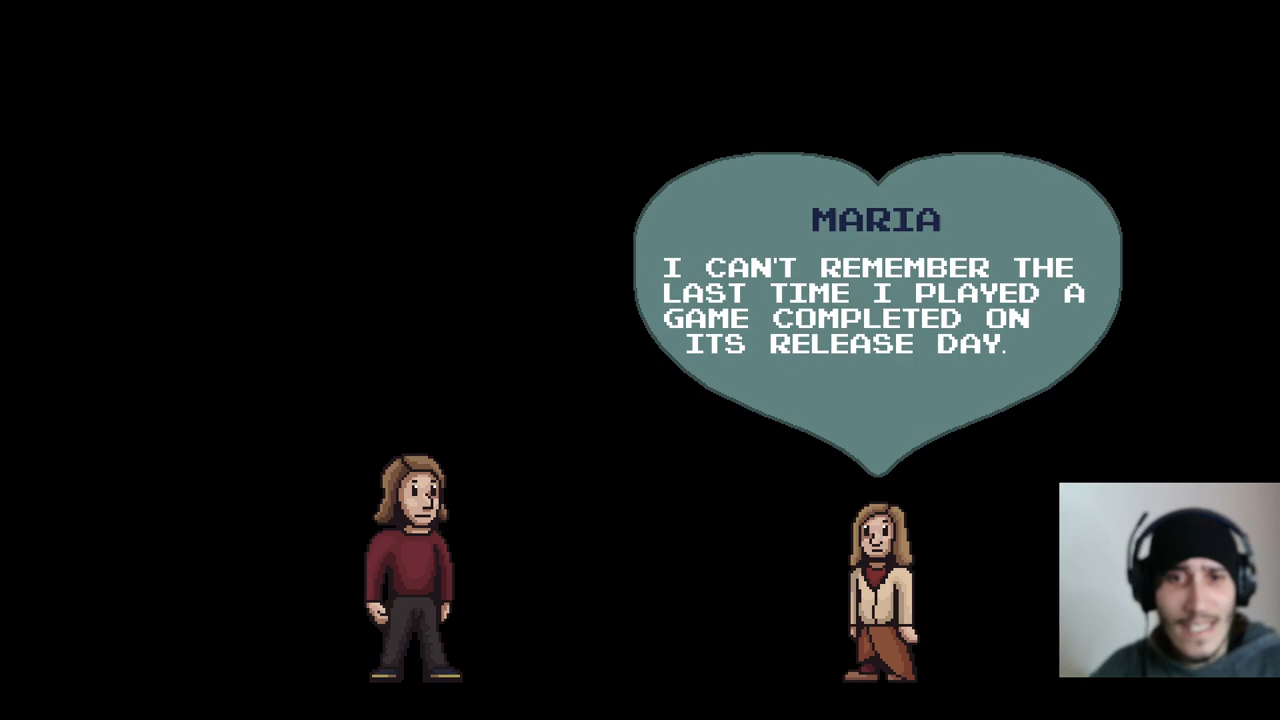 MARIA
I CAN'T REMEMBER THE
LAST TIME I PLAYED A
GAME COMPLETED ON
ITS RELEASE DAY.